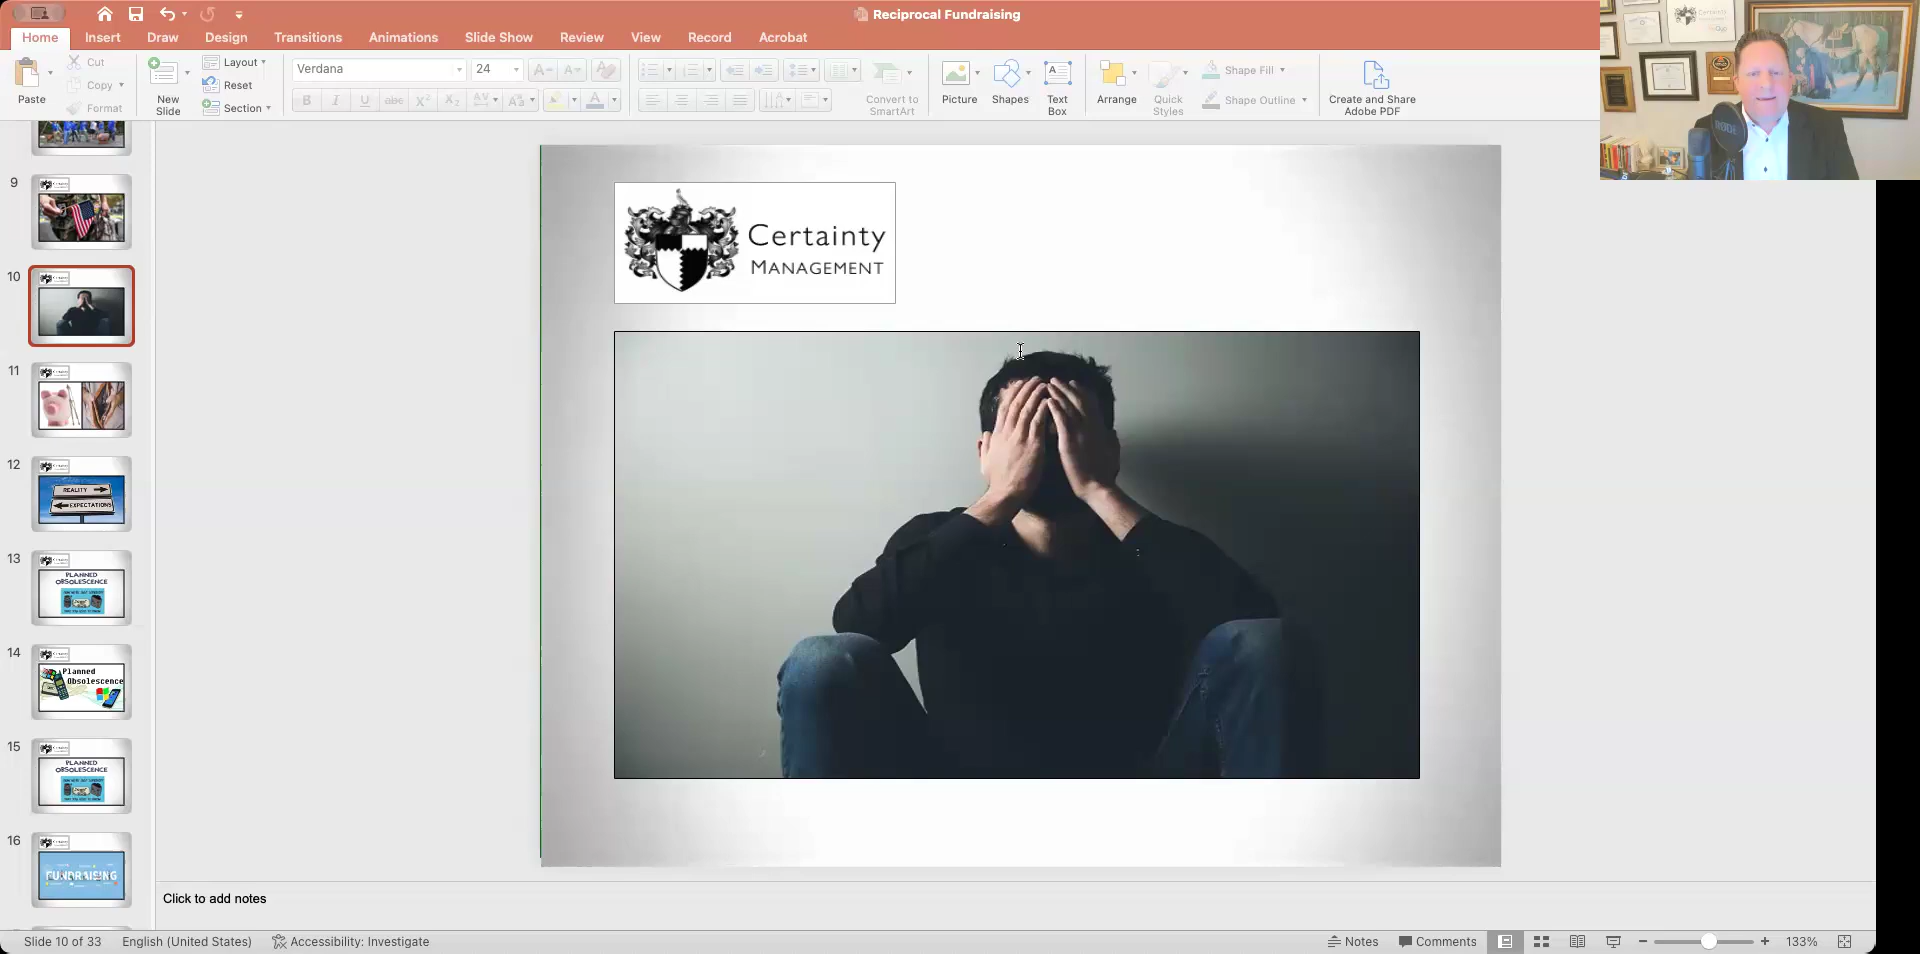 Reciprocal Fundraising
Home Insert Draw Design Transitions Animations Slide Show Review View Record Acrobat
Paste
Cut
Copy
Format
New Slide
Layout
Reset
Section
Verdana 24
Convert to SmartArt
Picture
Shapes
Text Box
Arrange
Quick Styles
Shape Fill
Shape Outline
Create and Share Adobe PDF
Certainty
RØDE
9
10
11
12
REALITY
EXPECTATIONS
13
PLANNED
OBSOLESCENCE
14
Planned
Obsolescence
15
PLANNED
OBSOLESCENCE
16
FUNDRAISING
Certainty
MANAGEMENT
Click to add notes
Slide 10 of 33 English (United States) Accessibility: Investigate Notes Comments 133%